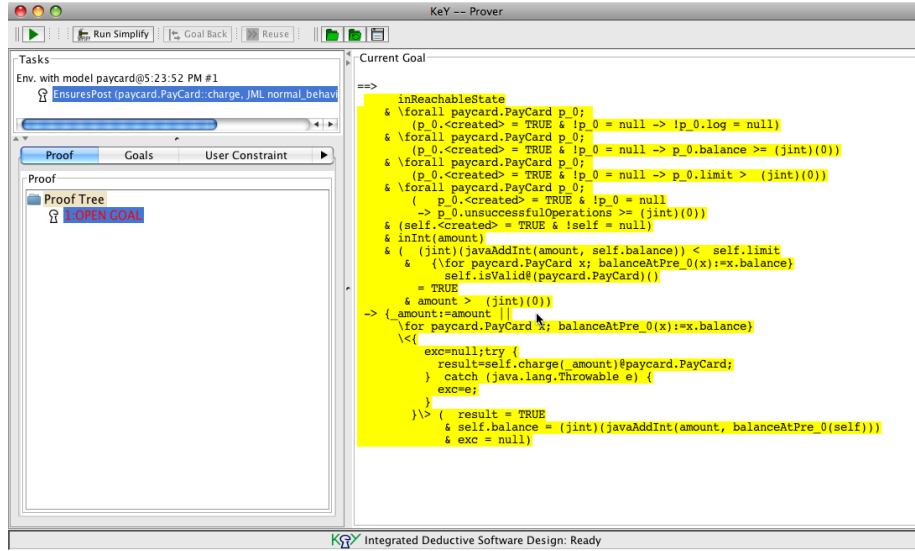 KeY -- Prover
Run Simplify
Goal Back
Reuse
Tasks
Env. with model paycard@5:23:52 PM #1
EnsuresPost (paycard.PayCard::charge, JML normal_behavi
Proof
Goals
User Constraint
Proof
Proof Tree
1:OPEN GOAL
Current Goal
==>
inReachableState
& \forall paycard.PayCard p_0;
(p_0.<created> = TRUE & !p_0 = null -> !p_0.log = null)
& \forall paycard.PayCard p_0;
(p_0.<created> = TRUE & !p_0 = null -> p_0.balance >= (jint)(0))
& \forall paycard.PayCard p_0;
(p_0.<created> = TRUE & !p_0 = null -> p_0.limit > (jint)(0))
& \forall paycard.PayCard p_0;
( p_0.<created> = TRUE & !p_0 = null
-> p_0.unsuccessfulOperations >= (jint)(0))
& (self.<created> = TRUE & !self = null)
& inInt(amount)
& ( (jint)(javaAddInt(amount, self.balance)) < self.limit
& {\for paycard.PayCard x; balanceAtPre_0(x):=x.balance}
self.isValid@(paycard.PayCard)()
= TRUE
& amount > (jint)(0))
-> {_amount:=amount ||
\for paycard.PayCard x; balanceAtPre_0(x):=x.balance}
\<{
exc=null;try {
result=self.charge(_amount)@paycard.PayCard;
} catch (java.lang.Throwable e) {
exc=e;
}
}\> ( result = TRUE
& self.balance = (jint)(javaAddInt(amount, balanceAtPre_0(self)))
& exc = null)
KeY Integrated Deductive Software Design: Ready